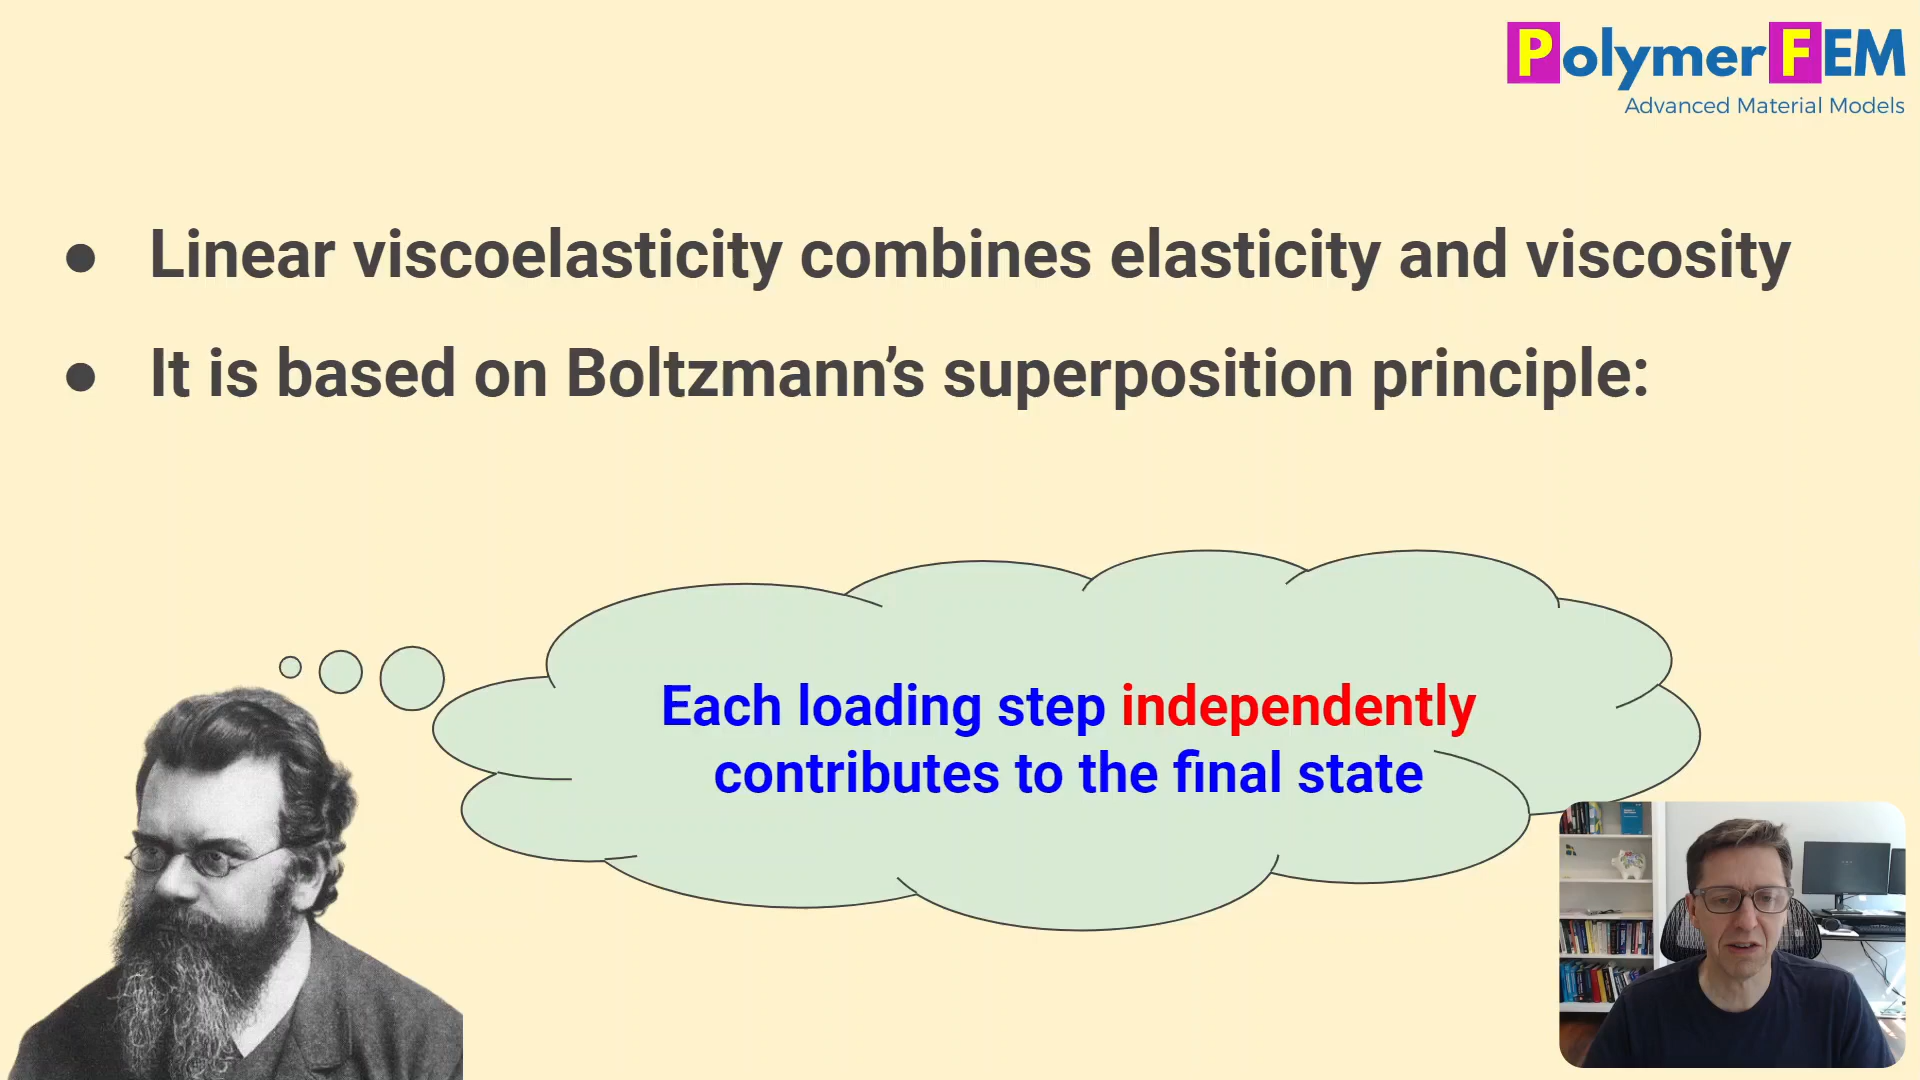 PolymerFEM
Advanced Material Models
● Linear viscoelasticity combines elasticity and viscosity
● It is based on Boltzmann’s superposition principle:
Each loading step independently
contributes to the final state